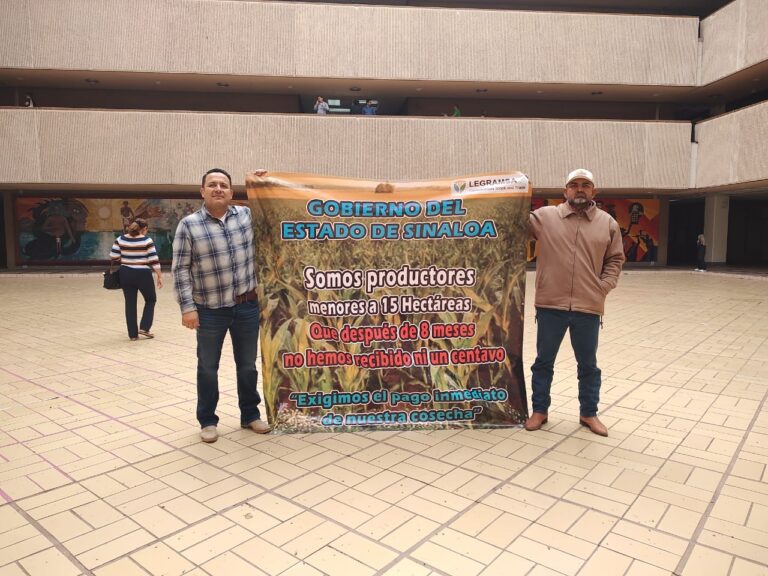 LEGRAMSA
GOBIERNO DEL
ESTADO DE SINALOA
Somos productores
menores a 15 Hectáreas
Que después de 8 meses
no hemos recibido ni un centavo
"Exigimos el pago inmediato
de nuestra cosecha"